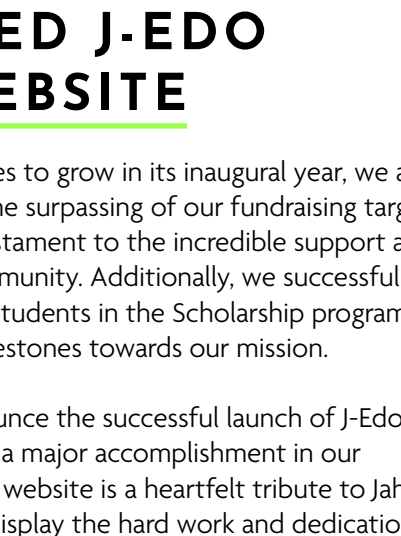 ED J-EDO
EBSITE
es to grow in its inaugural year, we a
he surpassing of our fundraising targ
stament to the incredible support a
munity. Additionally, we successful
tudents in the Scholarship program
estones towards our mission.
unce the successful launch of J-Edo
a major accomplishment in our
website is a heartfelt tribute to Jah
isplay the hard work and dedicatio